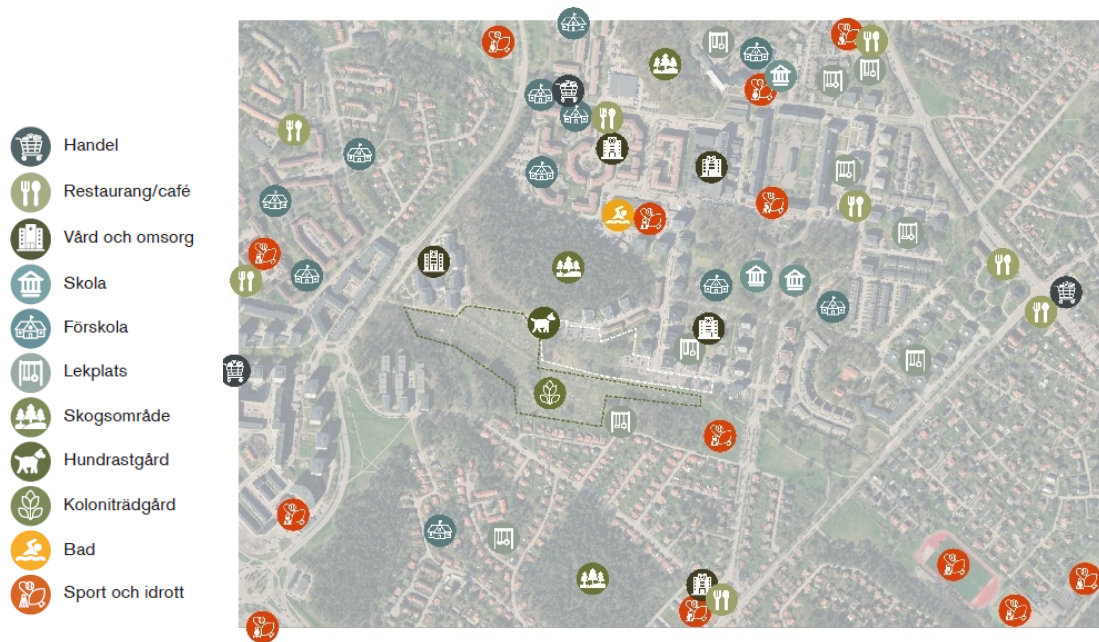 Handel
Restaurang/café
Vård och omsorg
Skola
Förskola
Lekplats
Skogsområde
Hundrastgård
Koloniträdgård
Bad
Sport och idrott